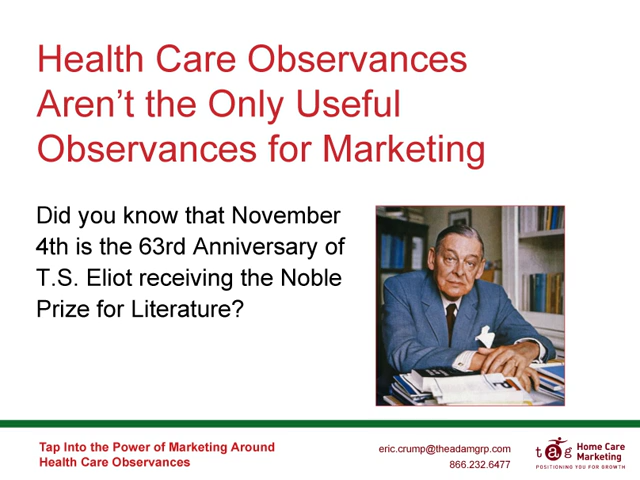 Health Care Observances
Aren’t the Only Useful
Observances for Marketing
Did you know that November
4th is the 63rd Anniversary of
T.S. Eliot receiving the Noble
Prize for Literature?
Tap Into the Power of Marketing Around
Health Care Observances
eric.crump@theadamgrp.com
866.232.6477
tag
Home Care
Marketing
POSITIONING YOU FOR GROWTH